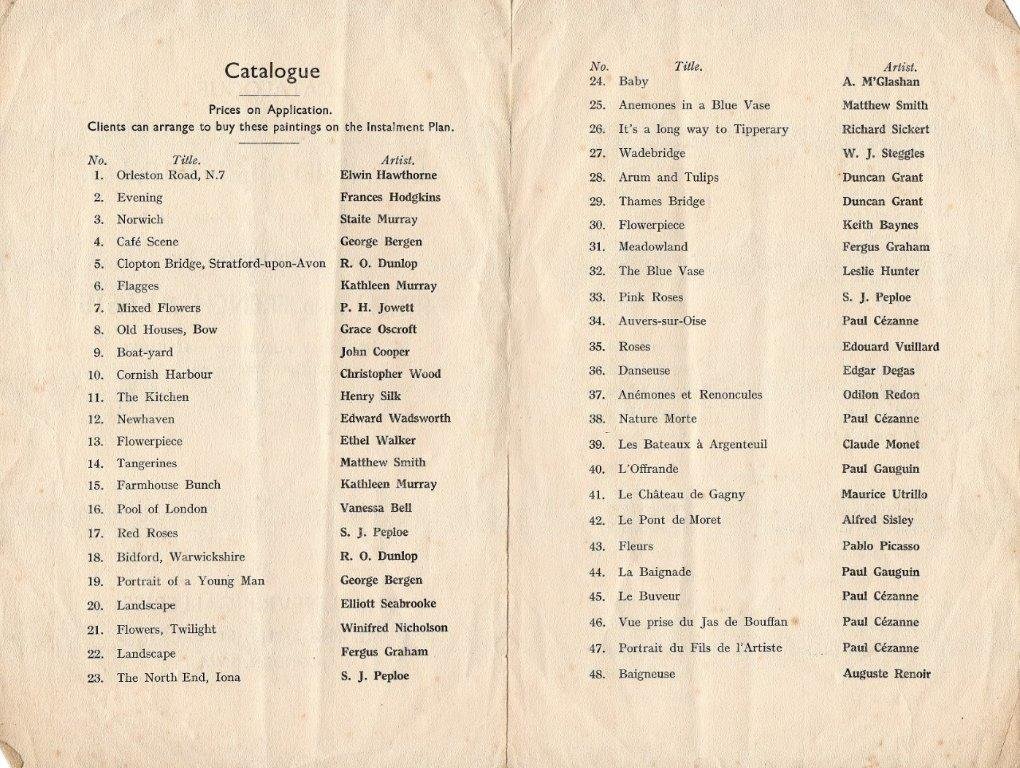 Catalogue
Prices on Application.
Clients can arrange to buy these paintings on the Instalment Plan.
No. Title. Artist.
1. Orleston Road, N.7 Elwin Hawthorne
2. Evening Frances Hodgkins
3. Norwich Staite Murray
4. Café Scene George Bergen
5. Clopton Bridge, Stratford-upon-Avon R. O. Dunlop
6. Flagges Kathleen Murray
7. Mixed Flowers P. H. Jowett
8. Old Houses, Bow Grace Oscroft
9. Boat-yard John Cooper
10. Cornish Harbour Christopher Wood
11. The Kitchen Henry Silk
12. Newhaven Edward Wadsworth
13. Flowerpiece Ethel Walker
14. Tangerines Matthew Smith
15. Farmhouse Bunch Kathleen Murray
16. Pool of London Vanessa Bell
17. Red Roses S. J. Peploe
18. Bidford, Warwickshire R. O. Dunlop
19. Portrait of a Young Man George Bergen
20. Landscape Elliott Seabrooke
21. Flowers, Twilight Winifred Nicholson
22. Landscape Fergus Graham
23. The North End, Iona S. J. Peploe
No. Title. Artist.
24. Baby A. M'Glashan
25. Anemones in a Blue Vase Matthew Smith
26. It's a long way to Tipperary Richard Sickert
27. Wadebridge W. J. Steggles
28. Arum and Tulips Duncan Grant
29. Thames Bridge Duncan Grant
30. Flowerpiece Keith Baynes
31. Meadowland Fergus Graham
32. The Blue Vase Leslie Hunter
33. Pink Roses S. J. Peploe
34. Auvers-sur-Oise Paul Cézanne
35. Roses Edouard Vuillard
36. Danseuse Edgar Degas
37. Anémones et Renoncules Odilon Redon
38. Nature Morte Paul Cézanne
39. Les Bateaux à Argenteuil Claude Monet
40. L'Offrande Paul Gauguin
41. Le Château de Gagny Maurice Utrillo
42. Le Pont de Moret Alfred Sisley
43. Fleurs Pablo Picasso
44. La Baignade Paul Gauguin
45. Le Buveur Paul Cézanne
46. Vue prise du Jas de Bouffan Paul Cézanne
47. Portrait du Fils de l'Artiste Paul Cézanne
48. Baigneuse Auguste Renoir